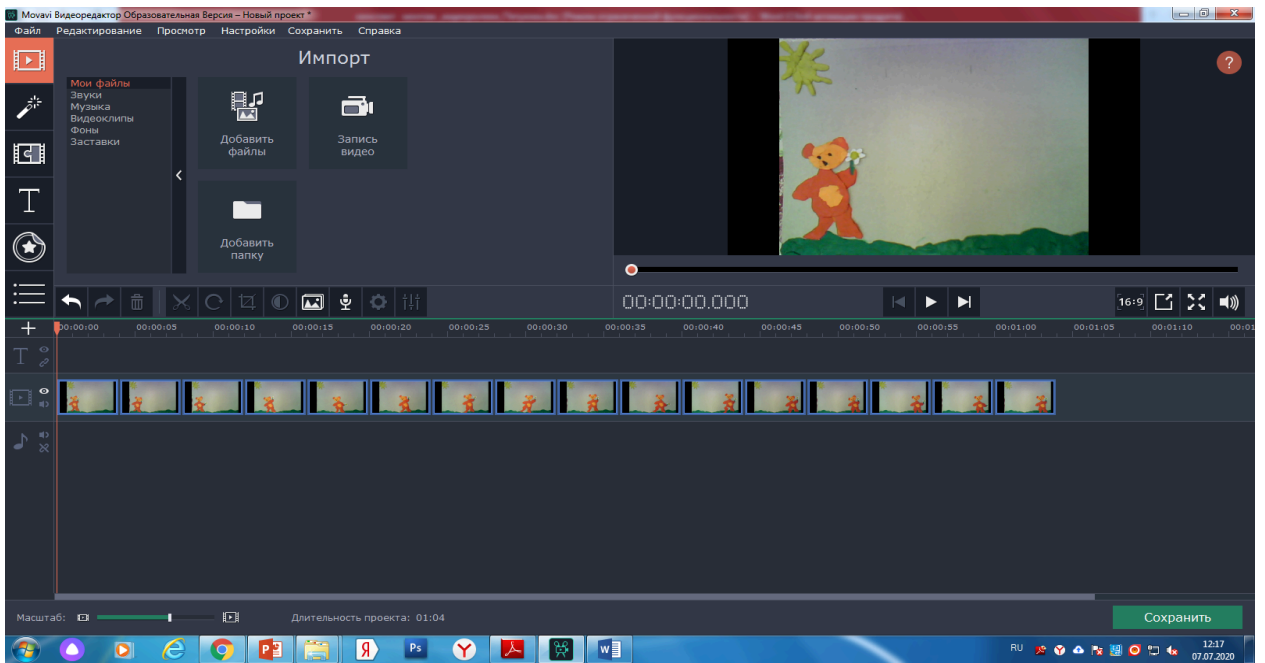 Movavi Видеоредактор Образовательная Версия – Новый проект *
Файл Редактирование Просмотр Настройки Сохранить Справка
Импорт
?
Мои файлы
Звуки
Музыка
Видеоклипы
Фоны
Заставки
Добавить
файлы
Запись
видео
Добавить
папку
T
00:00:00.000
16:9
00:00:00 00:00:05 00:00:10 00:00:15 00:00:20 00:00:25 00:00:30 00:00:35 00:00:40 00:00:45 00:00:50 00:00:55 00:01:00 00:01:05 00:01:10 00:01
T
Масштаб:
Длительность проекта: 01:04
Сохранить
Я
Ps
Y
W
RU
12:17
07.07.2020